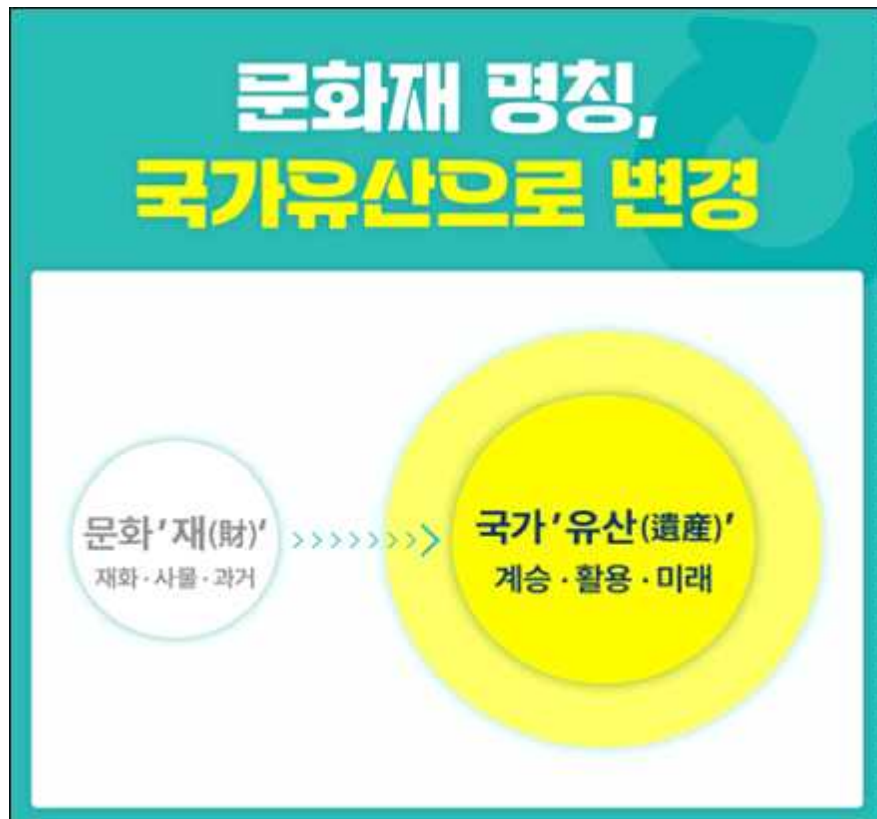 문화재 명칭,
국가유산으로 변경
문화'재(財)'
재화·사물·과거
>>>>>>>>
국가'유산(遺産)'
계승·활용·미래